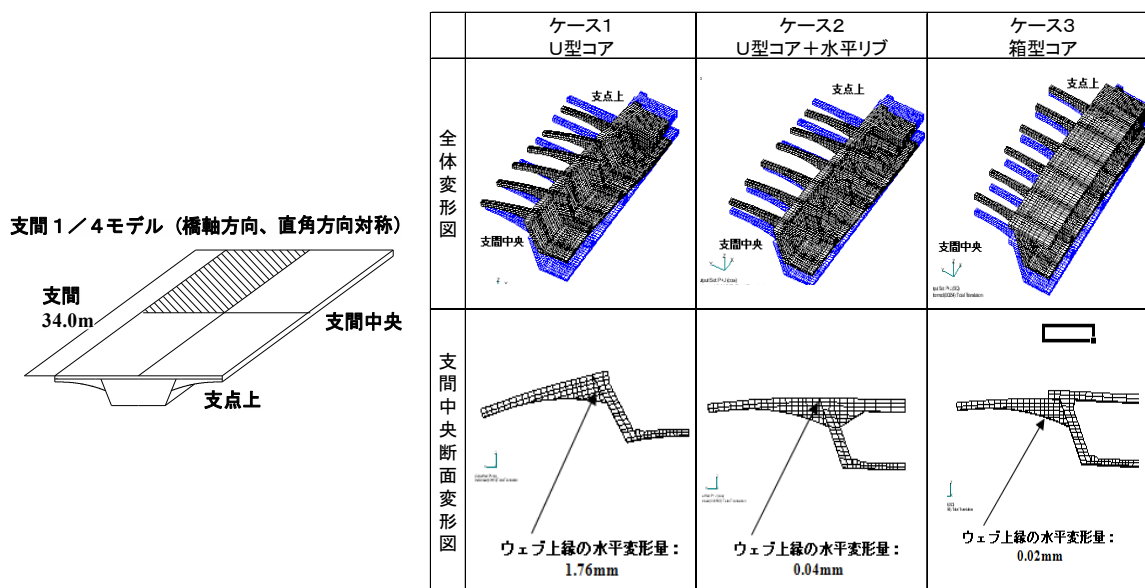 支間1/4モデル（橋軸方向、直角方向対称）
支間
34.0m
支間中央
支点上
ケース1
U型コア
ケース2
U型コア＋水平リブ
ケース3
箱型コア
全体変形図
支点上
支間中央
支点上
支間中央
支点上
支間中央
支間中央断面変形図
ウェブ上縁の水平変形量：
1.76mm
ウェブ上縁の水平変形量：
0.04mm
ウェブ上縁の水平変形量：
0.02mm